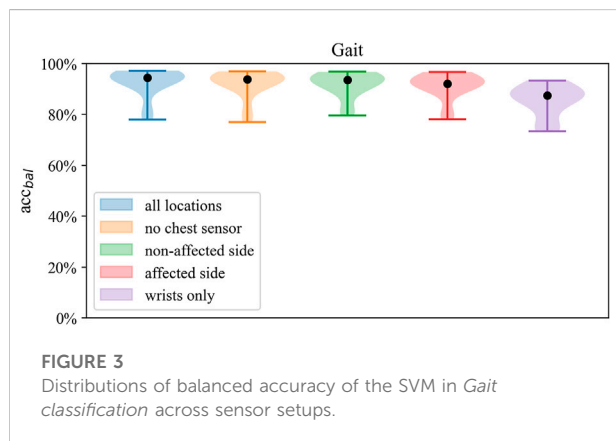 Gait
100%
80%
60%
40%
20%
0%
acc_bal
all locations
no chest sensor
non-affected side
affected side
wrists only
FIGURE 3
Distributions of balanced accuracy of the SVM in Gait
classification across sensor setups.